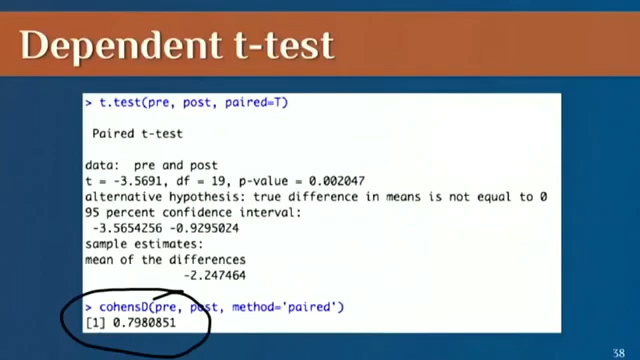 Dependent t-test
> t.test(pre, post, paired=T)
Paired t-test
data: pre and post
t = -3.5691, df = 19, p-value = 0.002047
alternative hypothesis: true difference in means is not equal to 0
95 percent confidence interval:
-3.5654256 -0.9295024
sample estimates:
mean of the differences
-2.247464
> cohensD(pre, post, method='paired')
[1] 0.7980851
38